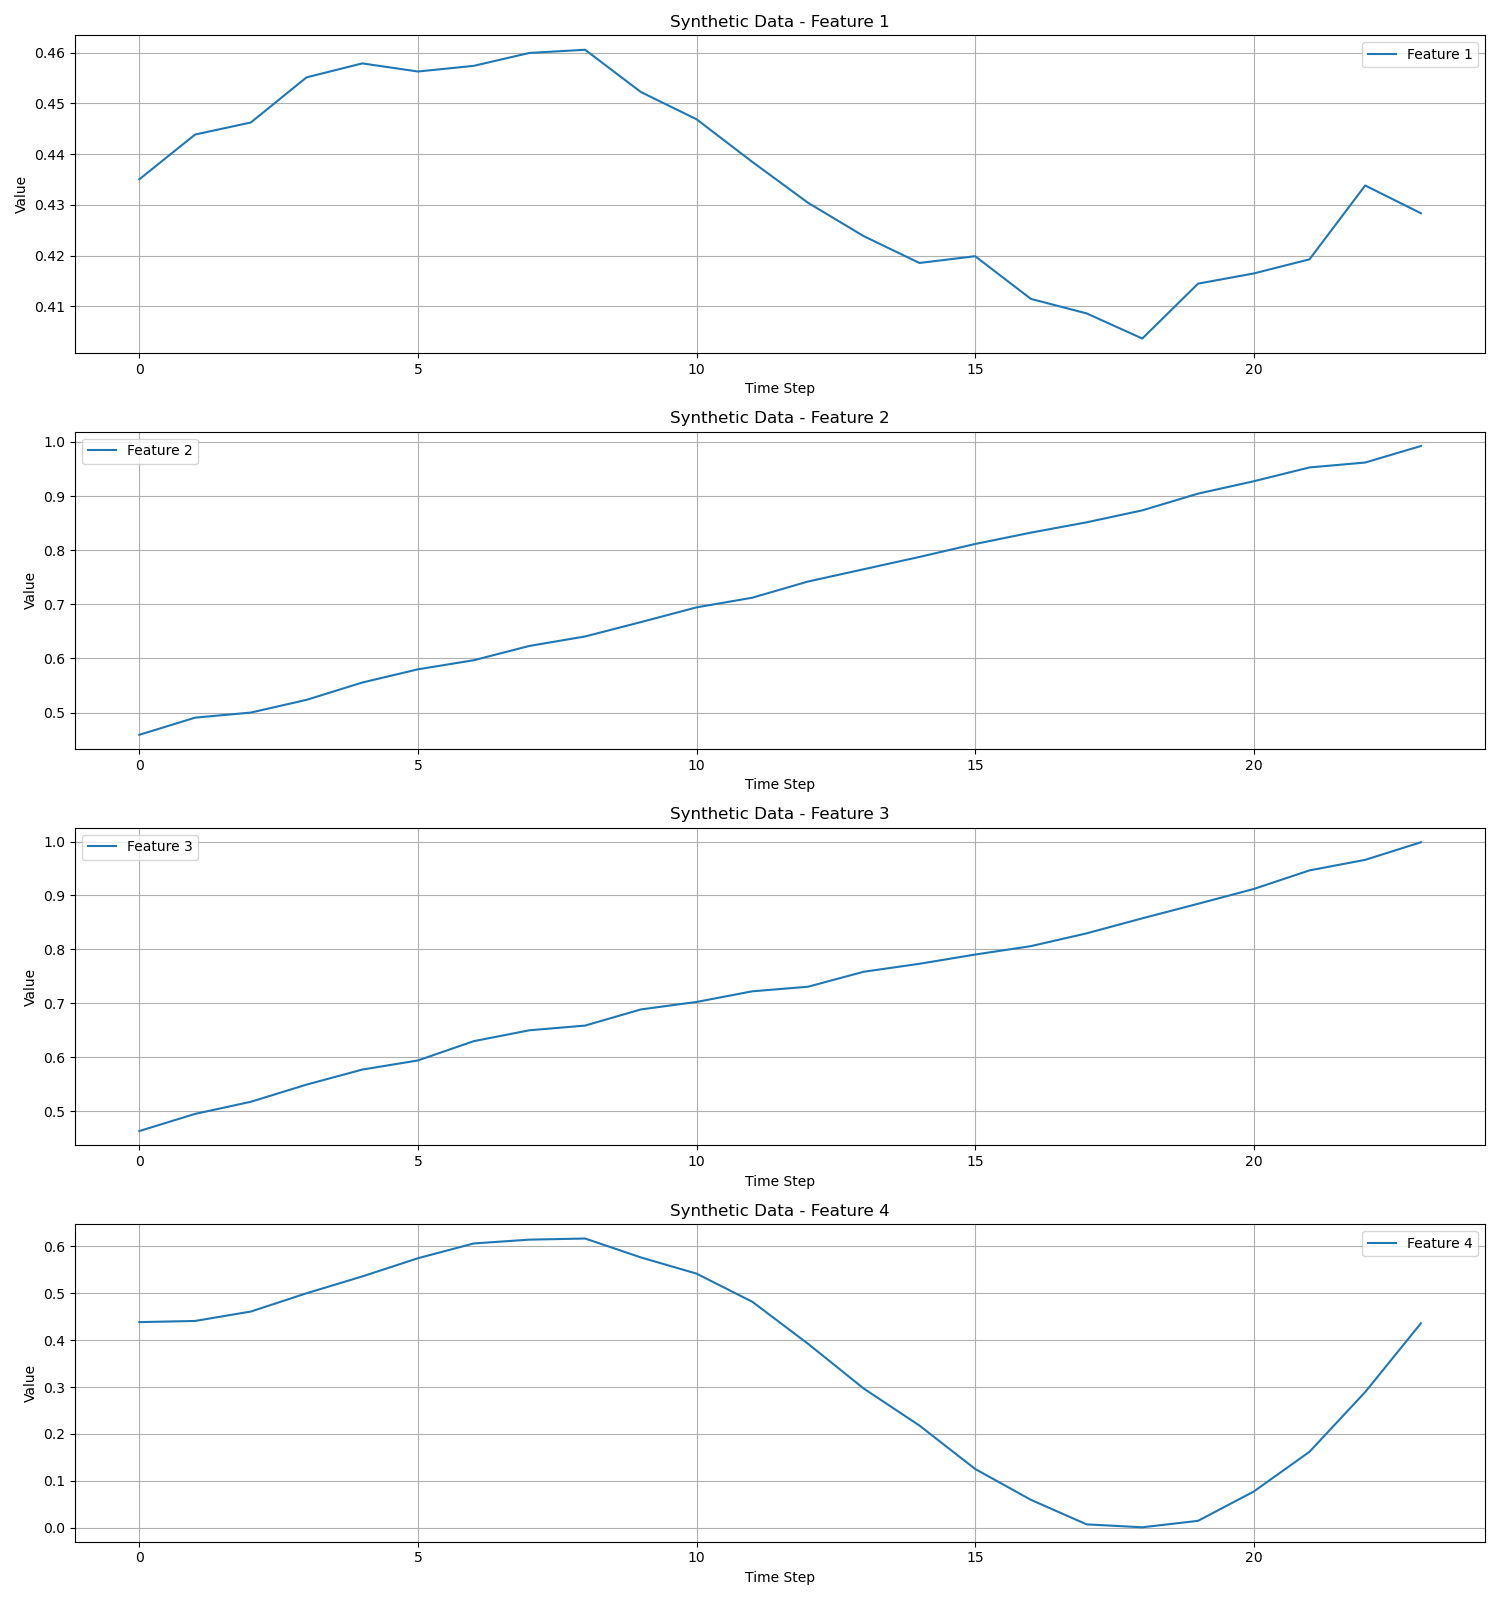 Synthetic Data - Feature 1
Feature 1
Value
0.46
0.45
0.44
0.43
0.42
0.41
0 5 10 15 20
Time Step
Synthetic Data - Feature 2
Feature 2
Value
1.0
0.9
0.8
0.7
0.6
0.5
0 5 10 15 20
Time Step
Synthetic Data - Feature 3
Feature 3
Value
1.0
0.9
0.8
0.7
0.6
0.5
0 5 10 15 20
Time Step
Synthetic Data - Feature 4
Feature 4
Value
0.6
0.5
0.4
0.3
0.2
0.1
0.0
0 5 10 15 20
Time Step